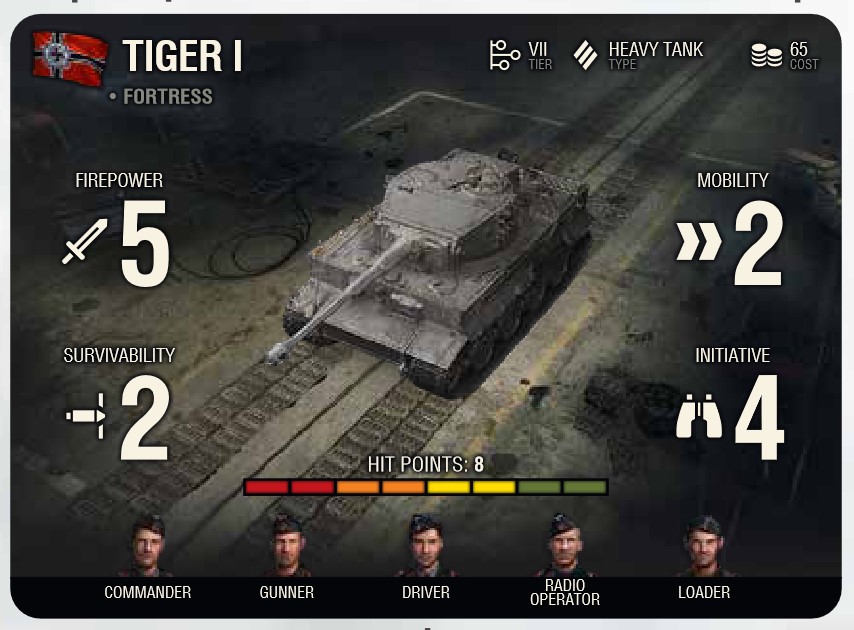 TIGER I
• FORTRESS
VII
TIER
HEAVY TANK
TYPE
65
COST
FIREPOWER
5
MOBILITY
2
SURVIVABILITY
2
INITIATIVE
4
HIT POINTS: 8
COMMANDER
GUNNER
DRIVER
RADIO
OPERATOR
LOADER